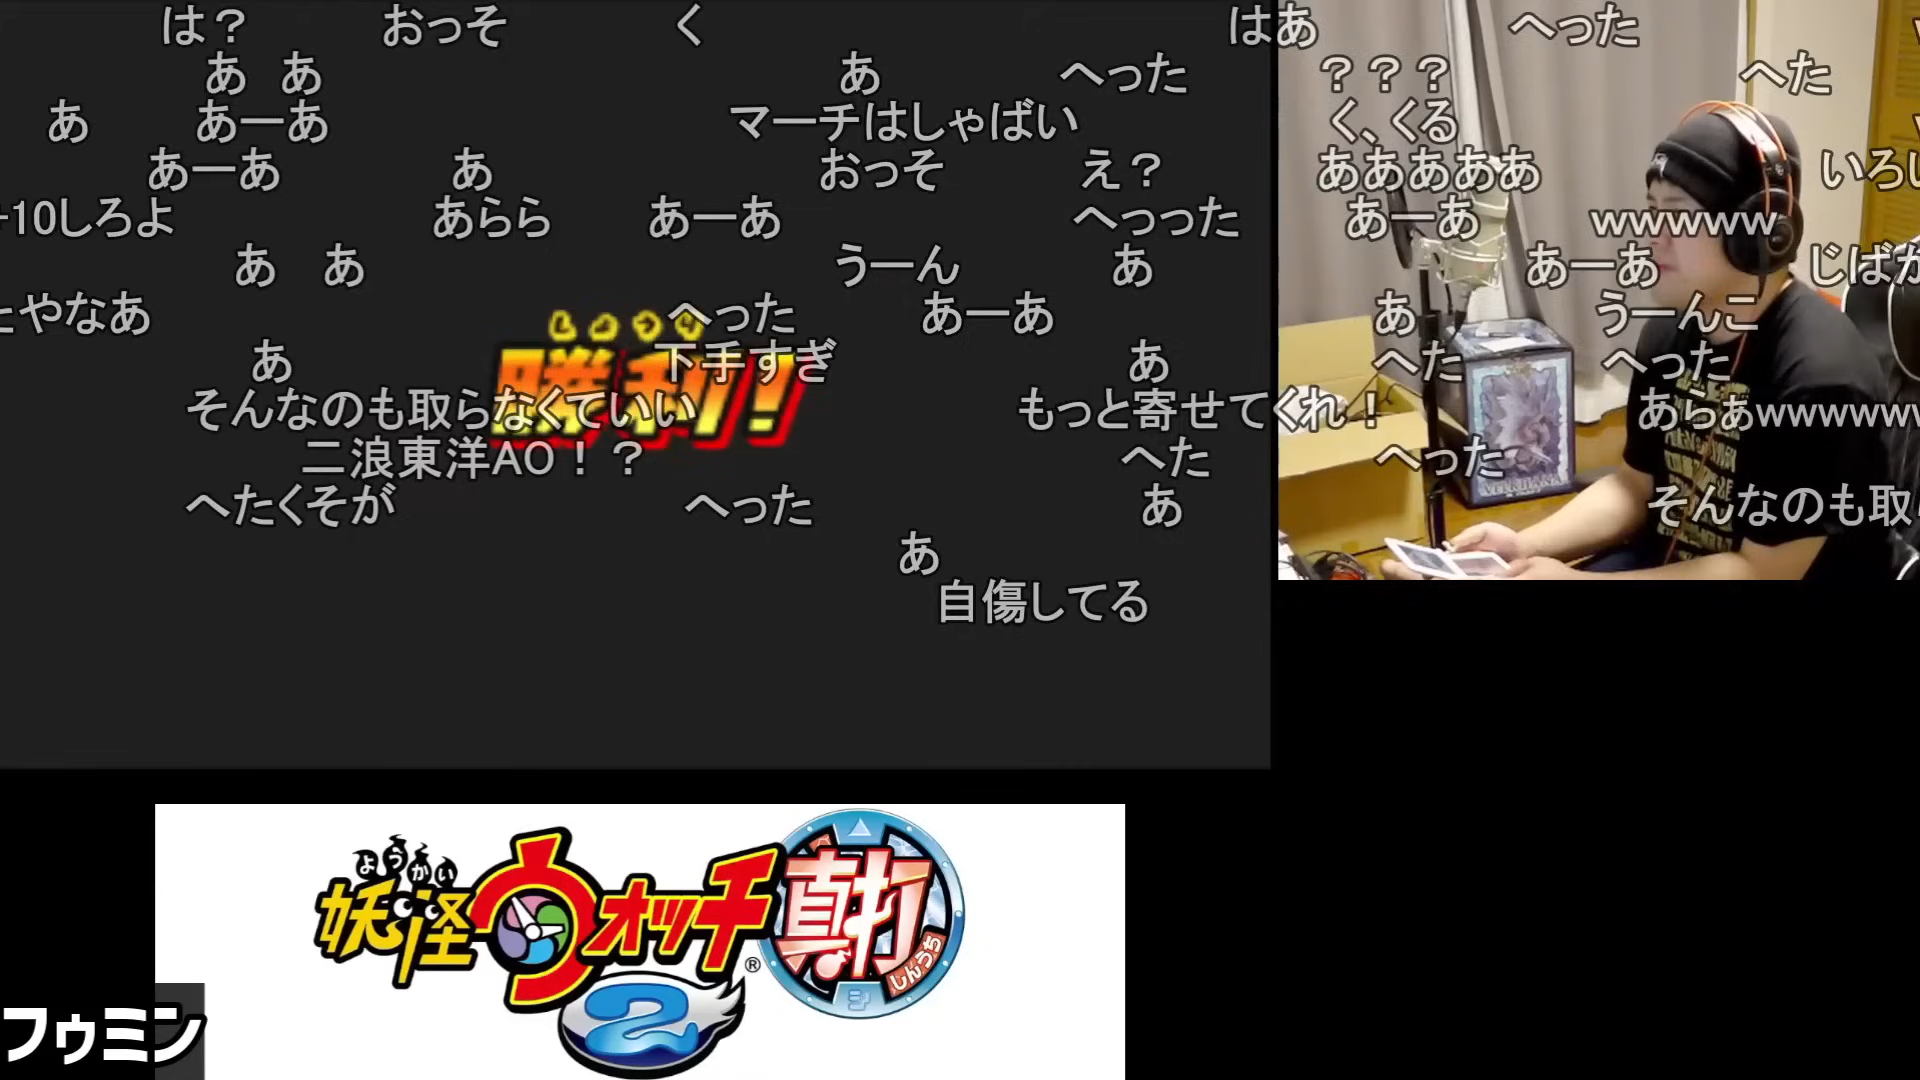 は？ おっそ く はあ へった
あ あ あ へった ？？？ へた
あ あーあ マーチはしゃばい く、くる
あーあ あ おっそ え？ あああああ いろい
+10しろよ あらら あーあ へっった あーあ wwwwww
あ あ うーん あ あーあ じばか
たやなあ へった あーあ あ うーんこ
しょうり
あ 下手すぎ あ へた へった
勝利！
そんなのも取らなくていい もっと寄せてくれ！ あらぁwwwwww
二浪東洋AO！？ へた へった
へたくそが へった あ そんなのも取ら
あ
自傷してる
ようかい
妖怪ウォッチ® 真打
しんうち
2
フゥミン